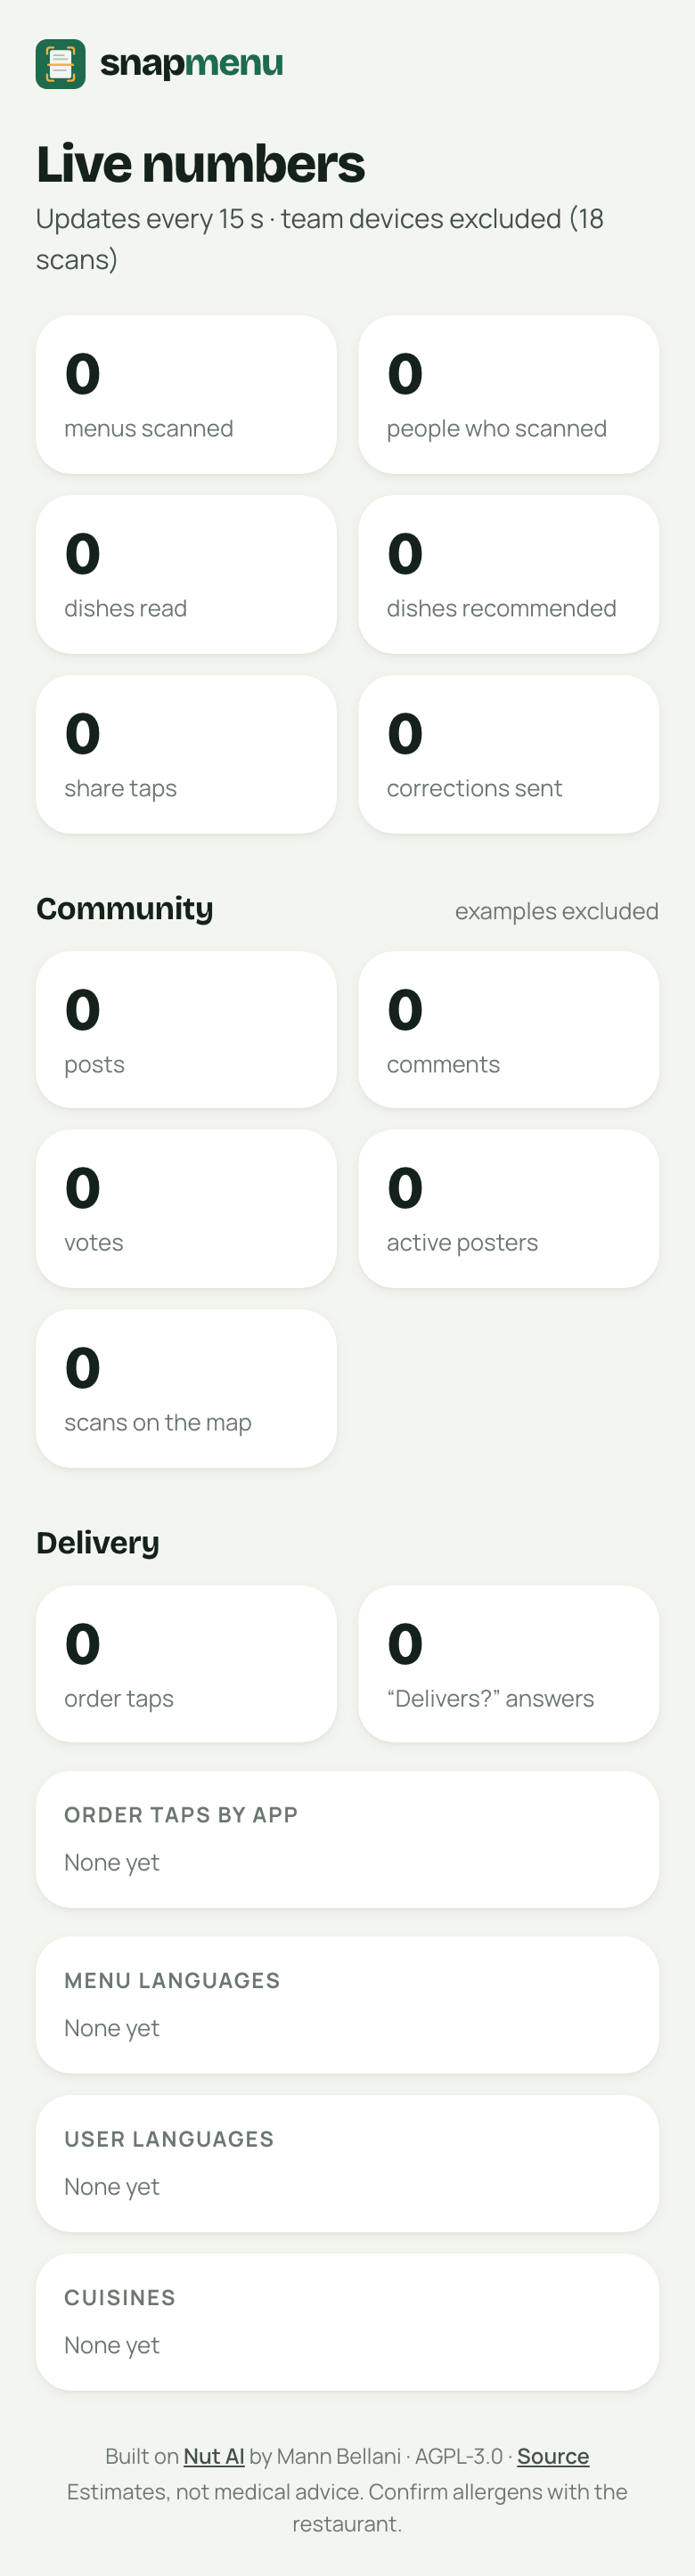 snapmenu
Live numbers
Updates every 15 s · team devices excluded (18
scans)
0
menus scanned
0
people who scanned
0
dishes read
0
dishes recommended
0
share taps
0
corrections sent
Community
examples excluded
0
posts
0
comments
0
votes
0
active posters
0
scans on the map
Delivery
0
order taps
0
“Delivers?” answers
ORDER TAPS BY APP
None yet
MENU LANGUAGES
None yet
USER LANGUAGES
None yet
CUISINES
None yet
Built on Nut AI by Mann Bellani · AGPL-3.0 · Source
Estimates, not medical advice. Confirm allergens with the
restaurant.